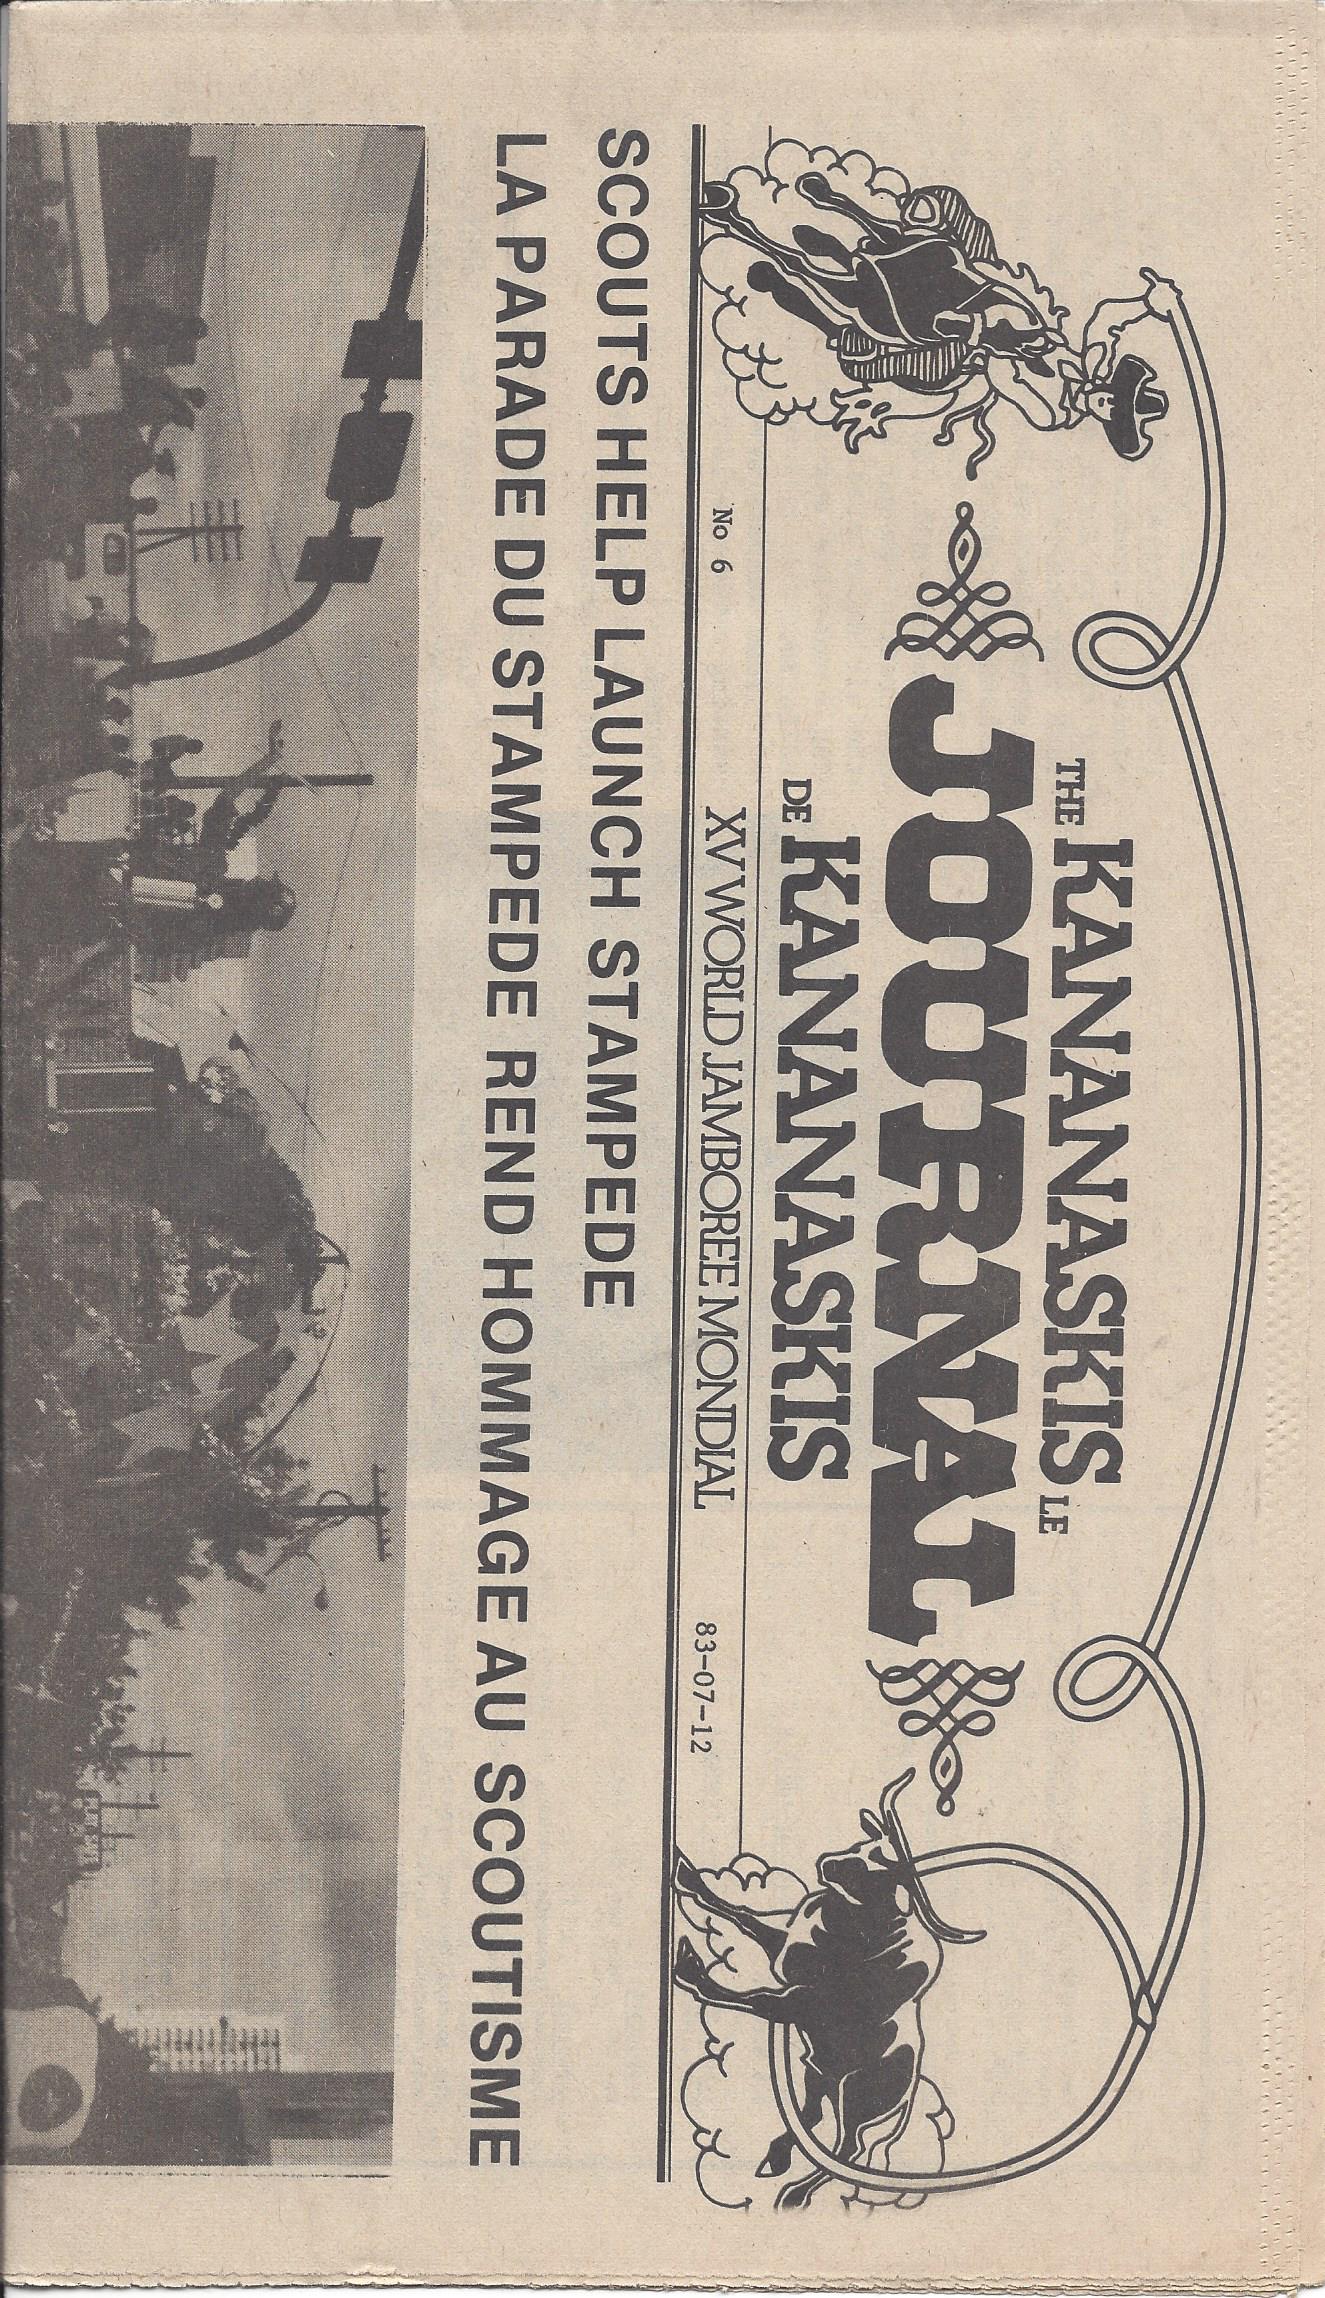 THE KANANASKIS LE
JOURNAL
DE KANANASKIS
No 6 XV WORLD JAMBOREE MONDIAL 83-07-12
SCOUTS HELP LAUNCH STAMPEDE
LA PARADE DU STAMPEDE REND HOMMAGE AU SCOUTISME